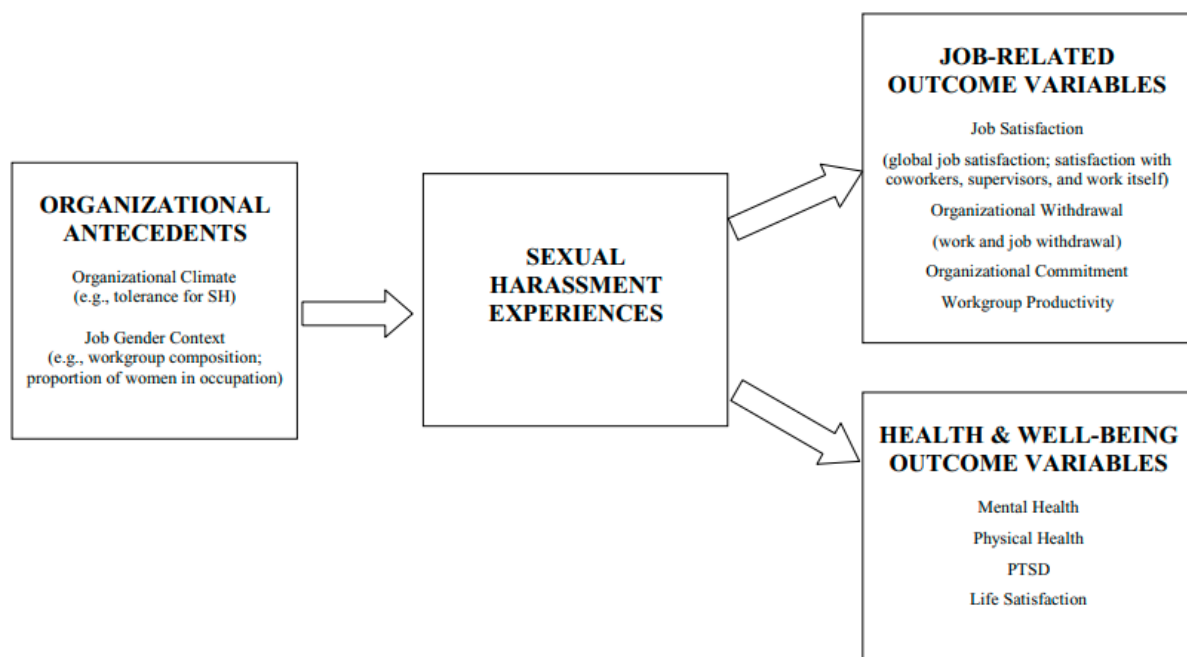 ORGANIZATIONAL
ANTECEDENTS
Organizational Climate
(e.g., tolerance for SH)
Job Gender Context
(e.g., workgroup composition;
proportion of women in occupation)
SEXUAL
HARASSMENT
EXPERIENCES
JOB-RELATED
OUTCOME VARIABLES
Job Satisfaction
(global job satisfaction; satisfaction with
coworkers, supervisors, and work itself)
Organizational Withdrawal
(work and job withdrawal)
Organizational Commitment
Workgroup Productivity
HEALTH & WELL-BEING
OUTCOME VARIABLES
Mental Health
Physical Health
PTSD
Life Satisfaction